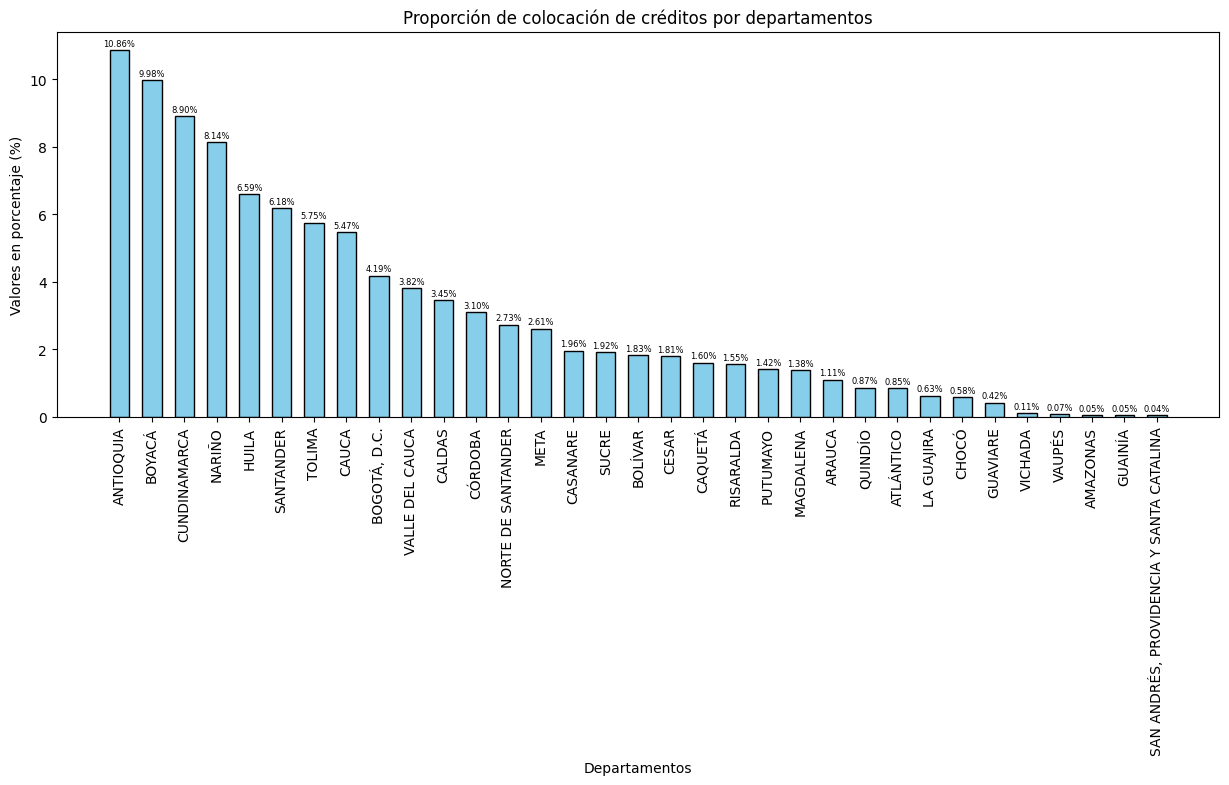 Proporción de colocación de créditos por departamentos
Valores en porcentaje (%)
10
8
6
4
2
0
10.86%
9.98%
8.90%
8.14%
6.59%
6.18%
5.75%
5.47%
4.19%
3.82%
3.45%
3.10%
2.73%
2.61%
1.96%
1.92%
1.83%
1.81%
1.60%
1.55%
1.42%
1.38%
1.11%
0.87%
0.85%
0.63%
0.58%
0.42%
0.11%
0.07%
0.05%
0.05%
0.04%
ANTIOQUIA
BOYACÁ
CUNDINAMARCA
NARIÑO
HUILA
SANTANDER
TOLIMA
CAUCA
BOGOTÁ, D.C.
VALLE DEL CAUCA
CALDAS
CÓRDOBA
NORTE DE SANTANDER
META
CASANARE
SUCRE
BOLÍVAR
CESAR
CAQUETÁ
RISARALDA
PUTUMAYO
MAGDALENA
ARAUCA
QUINDÍO
ATLÁNTICO
LA GUAJIRA
CHOCÓ
GUAVIARE
VICHADA
VAUPÉS
AMAZONAS
GUAINÍA
SAN ANDRÉS, PROVIDENCIA Y SANTA CATALINA
Departamentos